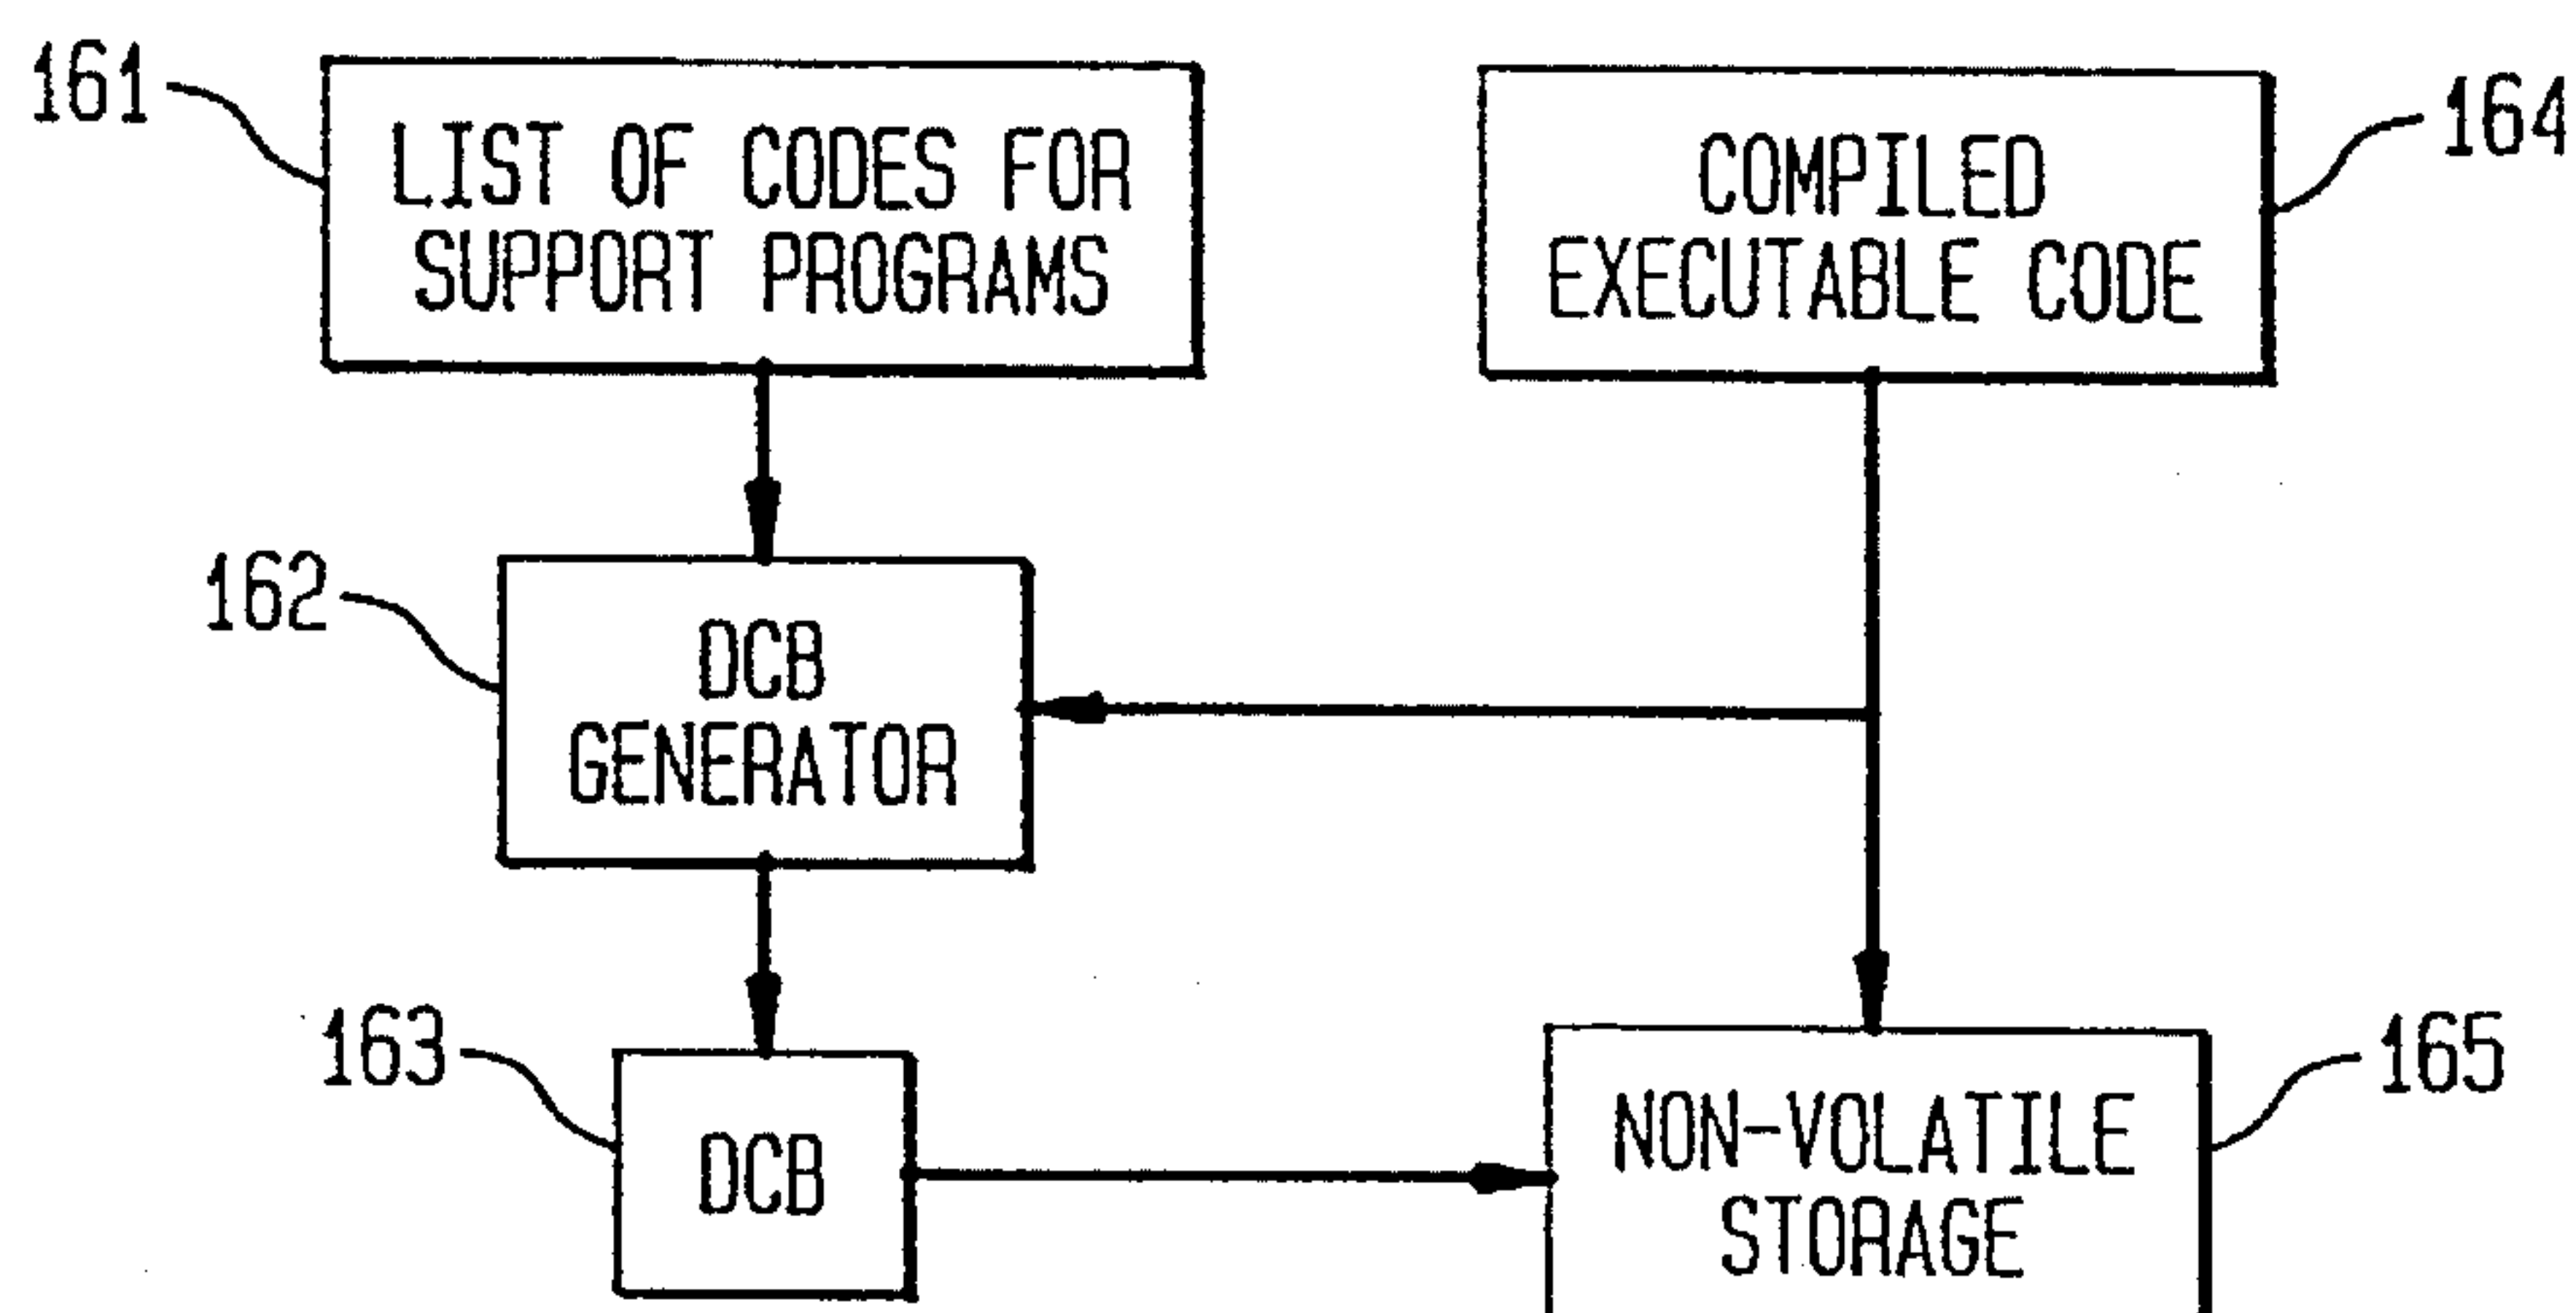 161
LIST OF CODES FOR
SUPPORT PROGRAMS
COMPILED
EXECUTABLE CODE
164
162
DCB
GENERATOR
163
DCB
NON-VOLATILE
STORAGE
165